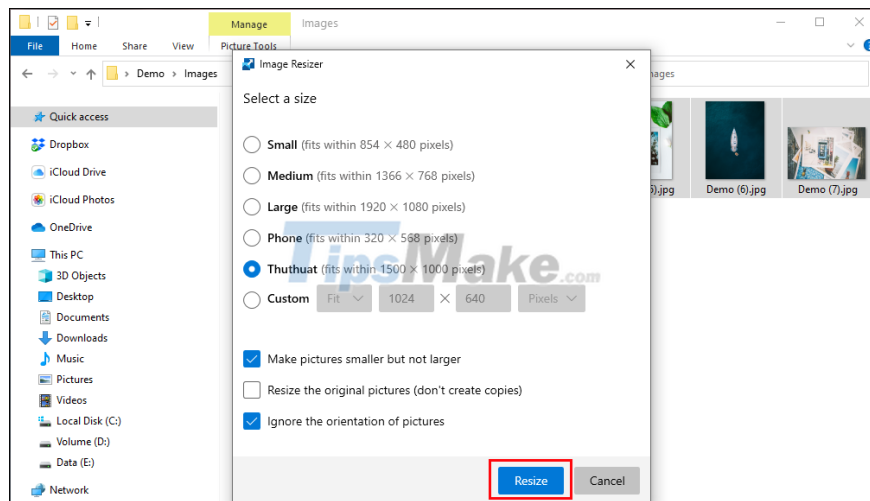 Manage
Images
File
Home
Share
View
Picture Tools
Demo
Images
Image Resizer
Select a size
Small (fits within 854 × 480 pixels)
Medium (fits within 1366 × 768 pixels)
Large (fits within 1920 × 1080 pixels)
Phone (fits within 320 × 568 pixels)
Thuthuat (fits within 1500 × 1000 pixels)
Custom Fit 1024 × 640 Pixels
TipsMake.com
Make pictures smaller but not larger
Resize the original pictures (don't create copies)
Ignore the orientation of pictures
Resize
Cancel
Quick access
Dropbox
iCloud Drive
iCloud Photos
OneDrive
This PC
3D Objects
Desktop
Documents
Downloads
Music
Pictures
Videos
Local Disk (C:)
Volume (D:)
Data (E:)
Network
Demo (6).jpg
Demo (7).jpg